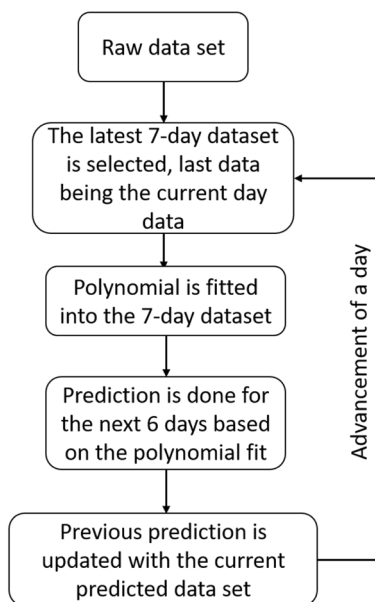 Raw data set
The latest 7-day dataset
is selected, last data
being the current day
data
Polynomial is fitted
into the 7-day dataset
Prediction is done for
the next 6 days based
on the polynomial fit
Previous prediction is
updated with the current
predicted data set
Advancement of a day